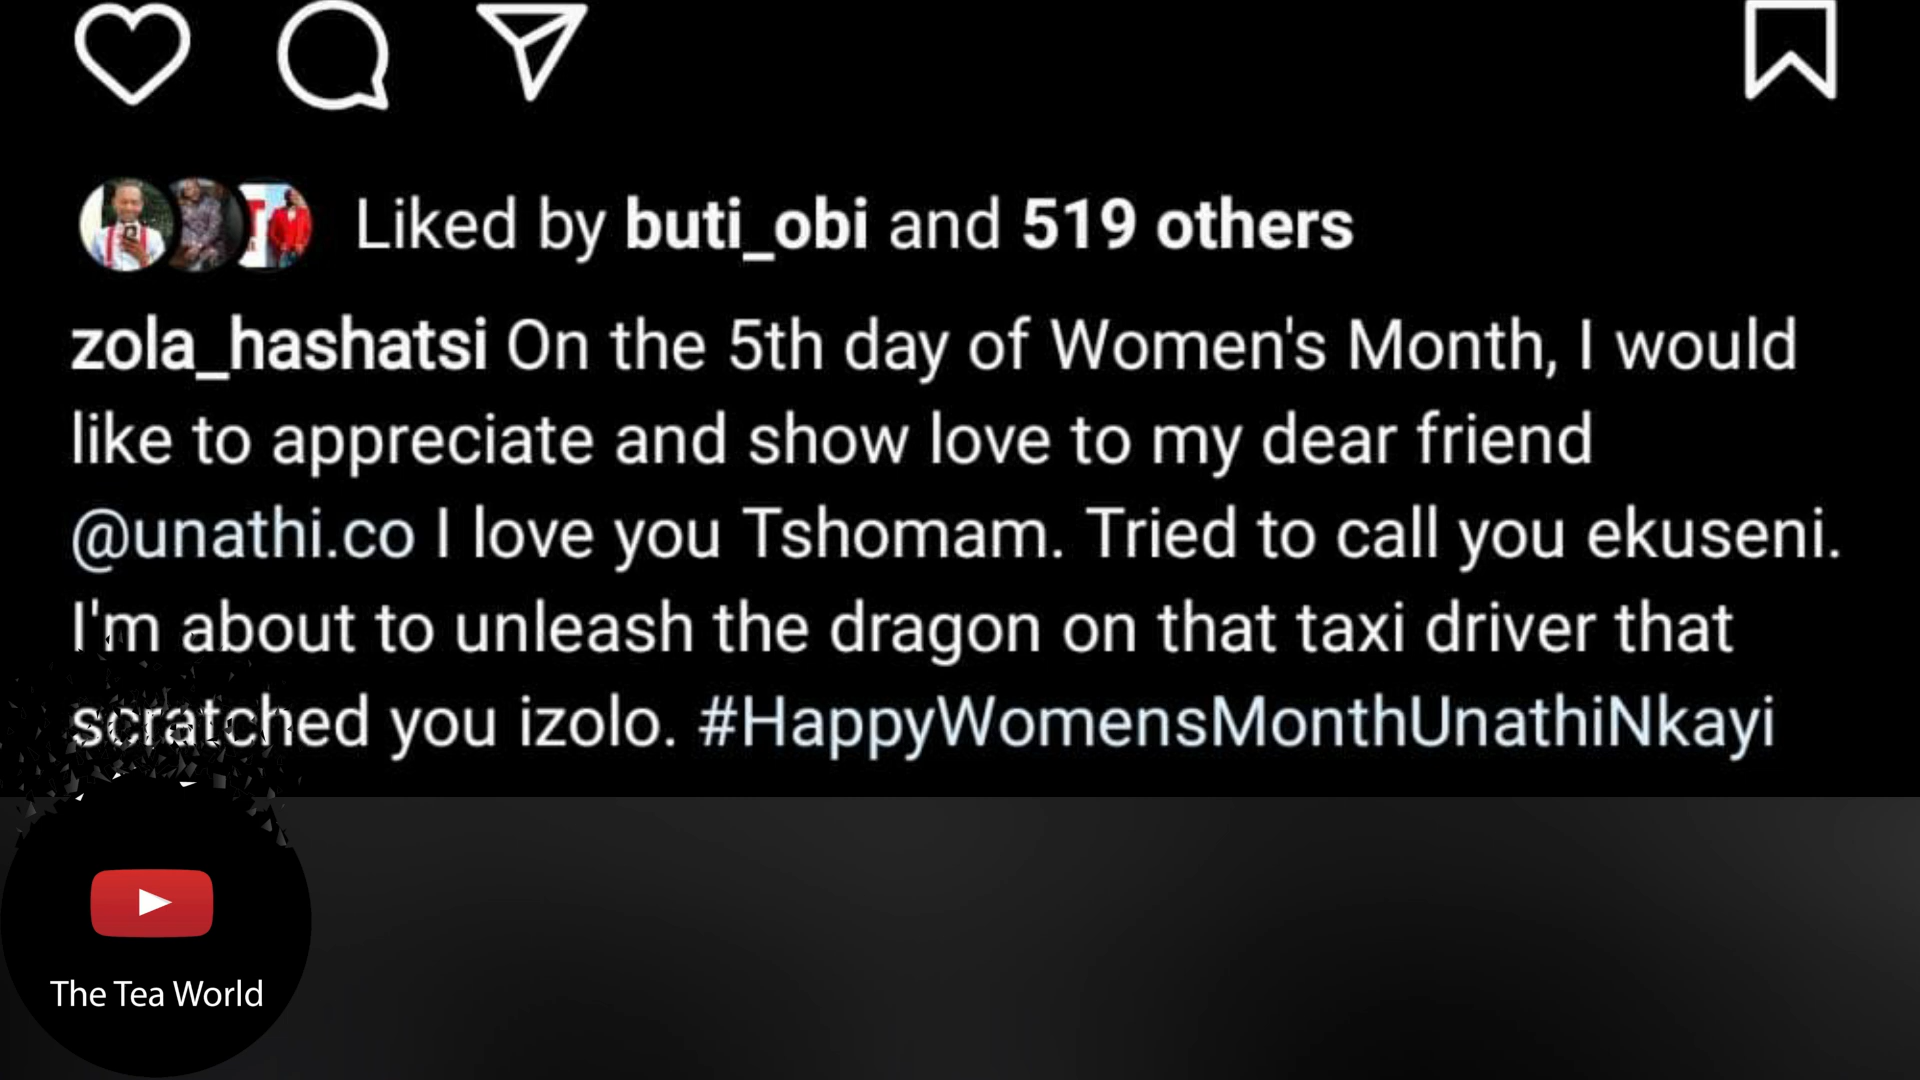 Liked by buti_obi and 519 others
zola_hashatsi On the 5th day of Women's Month, I would
like to appreciate and show love to my dear friend
@unathi.co I love you Tshomam. Tried to call you ekuseni.
I'm about to unleash the dragon on that taxi driver that
scratched you izolo. #HappyWomensMonthUnathiNkayi
The Tea World